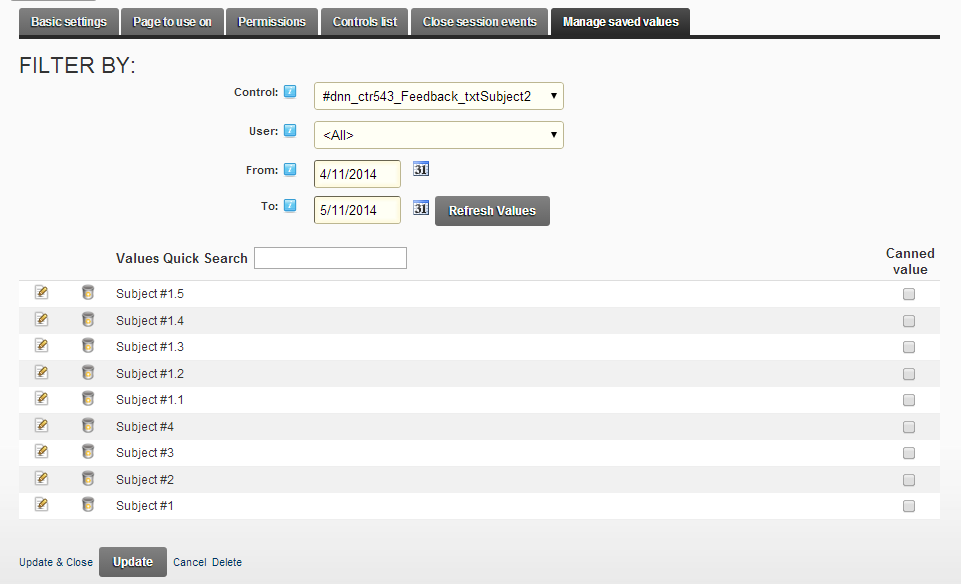 Basic settings Page to use on Permissions Controls list Close session events Manage saved values
FILTER BY:
Control: #dnn_ctr543_Feedback_txtSubject2
User: <All>
From: 4/11/2014 31
To: 5/11/2014 31 Refresh Values
Values Quick Search Canned value
Subject #1.5
Subject #1.4
Subject #1.3
Subject #1.2
Subject #1.1
Subject #4
Subject #3
Subject #2
Subject #1
Update & Close Update Cancel Delete